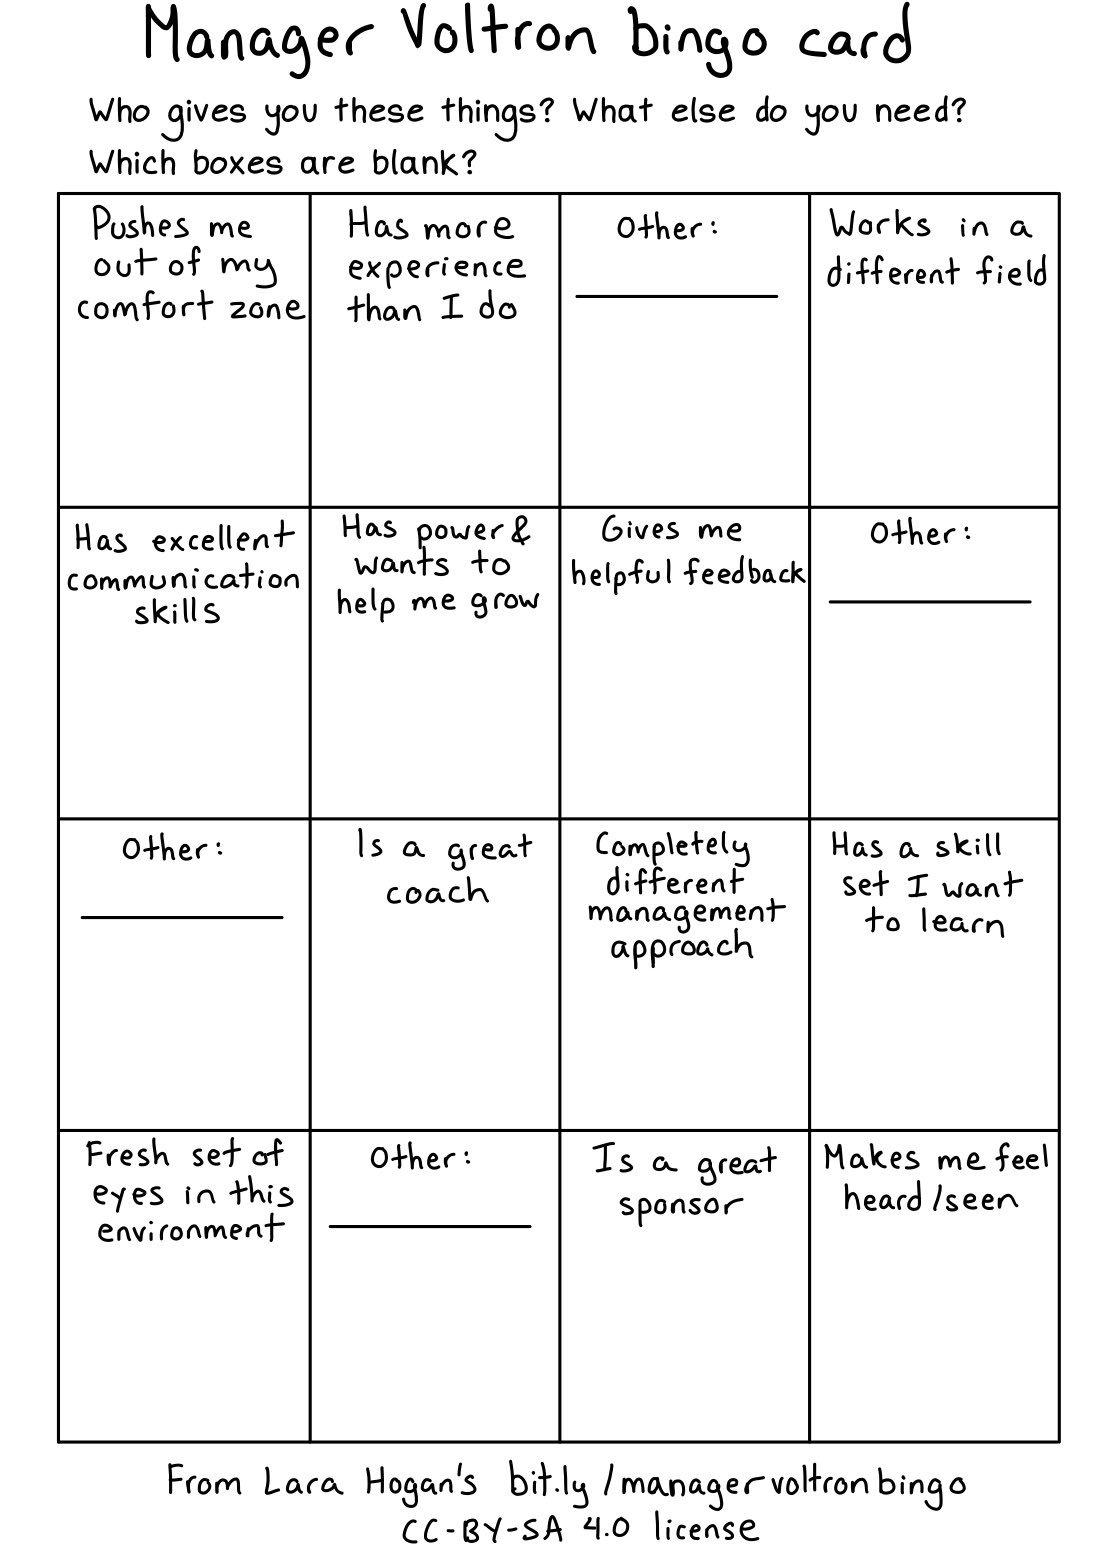 Manager Voltron bingo card
Who gives you these things? What else do you need?
Which boxes are blank?
Pushes me
out of my
comfort zone
Has more
experience
than I do
Other:
Works in a
different field
Has excellent
communication
skills
Has power &
wants to
help me grow
Gives me
helpful feedback
Other:
Other:
Is a great
coach
Completely
different
management
approach
Has a skill
set I want
to learn
Fresh set of
eyes in this
environment
Other:
Is a great
sponsor
Makes me feel
heard/seen
From Lara Hogan's bit.ly/managervoltronbingo
CC-BY-SA 4.0 license